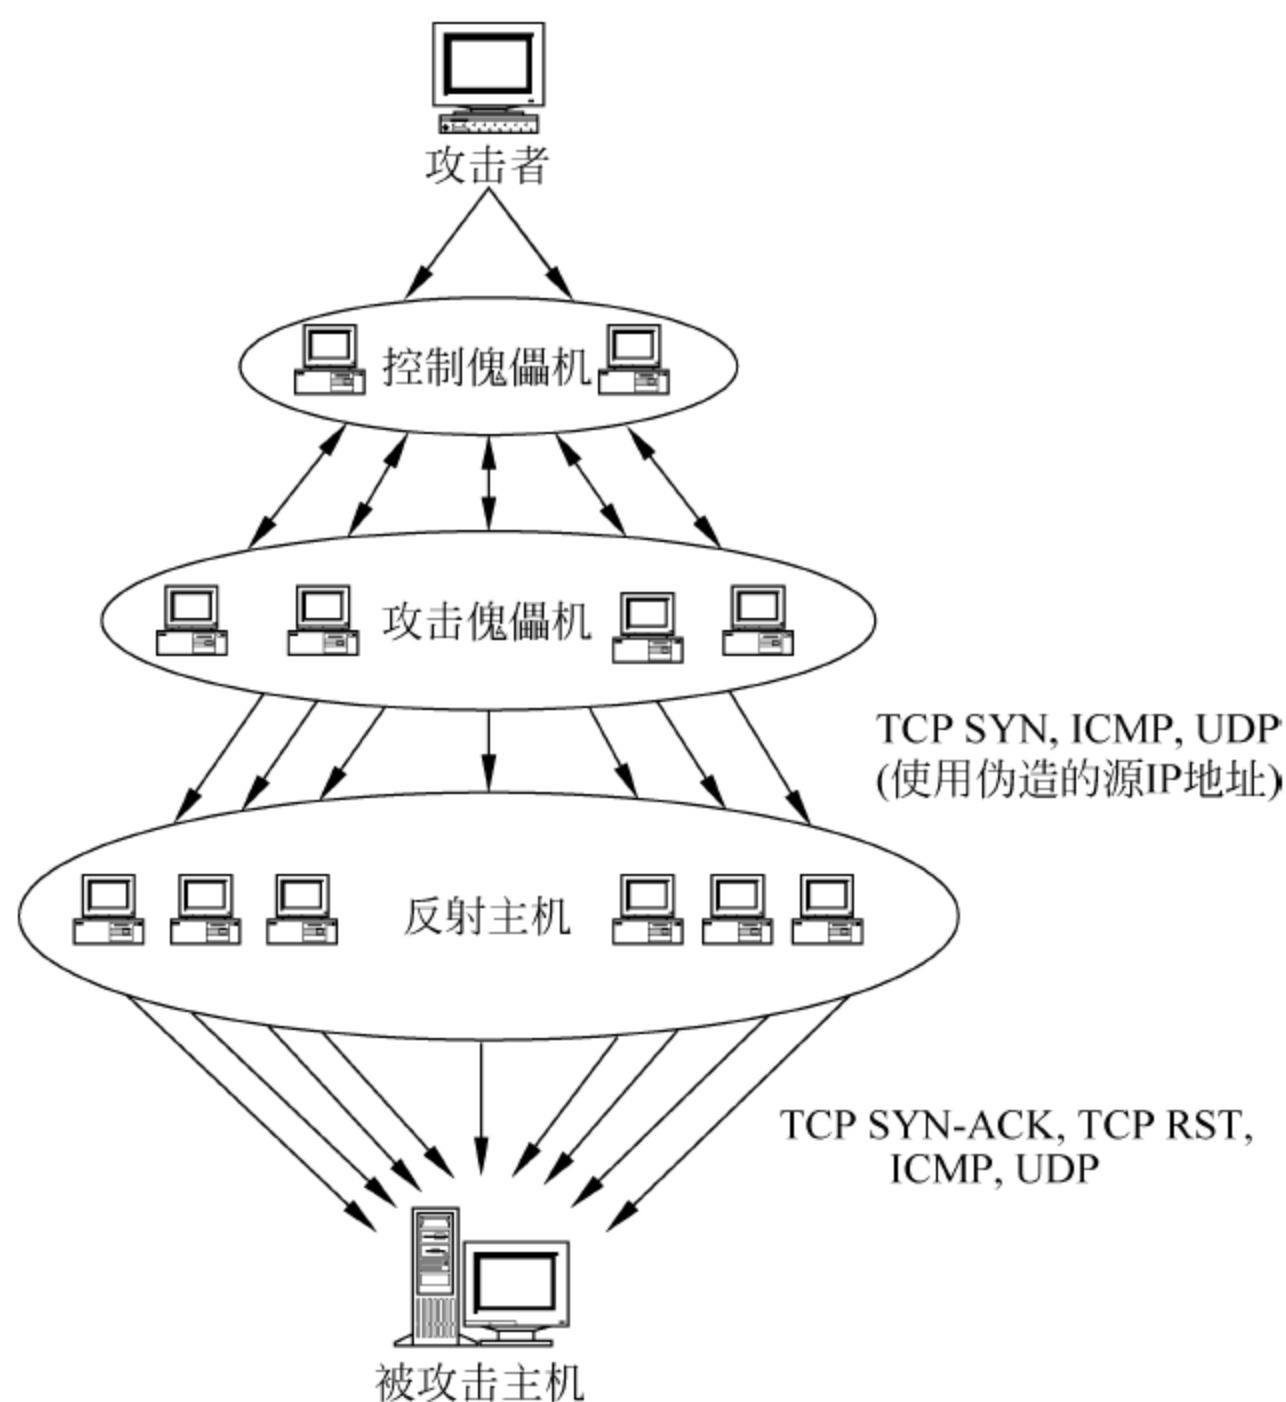 攻击者
控制傀儡机
攻击傀儡机
TCP SYN, ICMP, UDP
(使用伪造的源IP地址)
反射主机
TCP SYN-ACK, TCP RST,
ICMP, UDP
被攻击主机